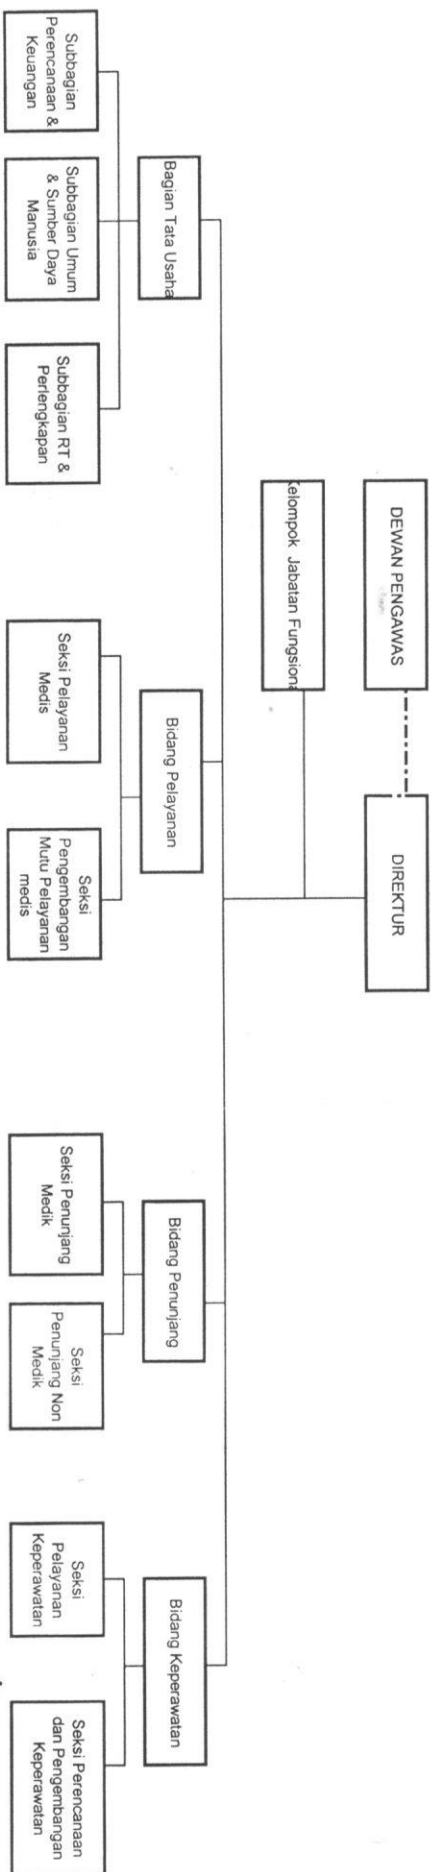 DEWAN PENGAWAS
DIREKTUR
Kelompok Jabatan Fungsiona
Bagian Tata Usaha
Bidang Pelayanan
Bidang Penunjang
Bidang Keperawatan
Subbagian
Perencanaan &
Keuangan
Subbagian Umum
& Sumber Daya
Manusia
Subbagian RT &
Perlengkapan
Seksi Pelayanan
Medis
Seksi
Pengembangan
Mutu Pelayanan
medis
Seksi Penunjang
Medik
Seksi
Penunjang Non
Medik
Seksi
Pelayanan
Keperawatan
Seksi Perencanaan
dan Pengembangan
Keperawatan